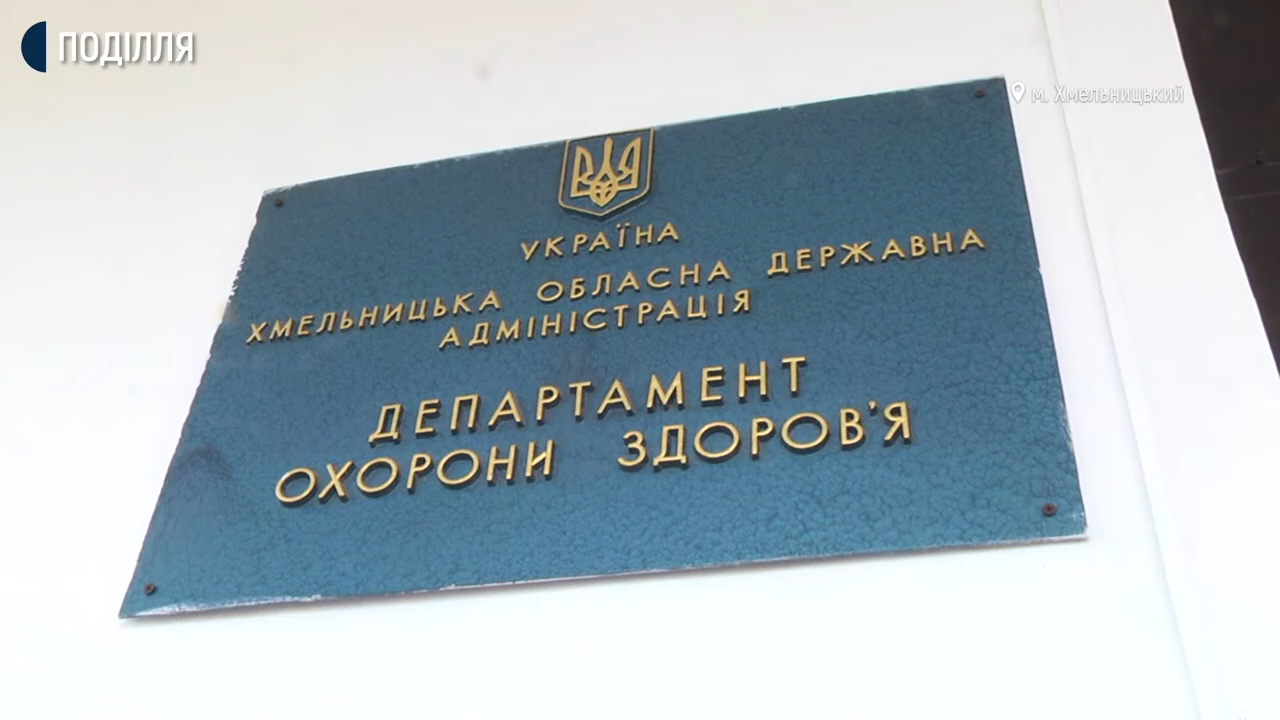 ПОДІЛЛЯ
м. Хмельницький
УКРАЇНА
ХМЕЛЬНИЦЬКА ОБЛАСНА ДЕРЖАВНА
АДМІНІСТРАЦІЯ
ДЕПАРТАМЕНТ
ОХОРОНИ ЗДОРОВ'Я